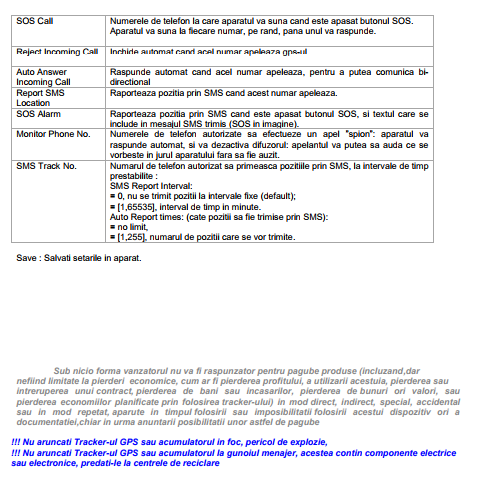 SOS Call
Numerele de telefon la care aparatul va suna cand este apasat butonul SOS.
Aparatul va suna la fiecare numar, pe rand, pana unul va raspunde.
Reject Incoming Call
Inchide automat cand acel numar apeleaza gps-ul
Auto Answer
Incoming Call
Raspunde automat cand acel numar apeleaza, pentru a putea comunica bi-
directional
Report SMS
Location
Raporteaza pozitia prin SMS cand acest numar apeleaza.
SOS Alarm
Raporteaza pozitia prin SMS cand este apasat butonul SOS, si textul care se
include in mesajul SMS trimis (SOS in imagine).
Monitor Phone No.
Numerele de telefon autorizate sa efectueze un apel "spion": aparatul va
raspunde automat, si va dezactiva difuzorul: apelantul va putea sa auda ce se
vorbeste in jurul aparatului fara sa fie auzit.
SMS Track No.
Numarul de telefon autorizat sa primeasca pozitiile prin SMS, la intervale de timp
prestabilite :
SMS Report Interval:
= 0, nu se trimit pozitii la intervale fixe (default);
= [1,65535], interval de timp in minute.
Auto Report times: (cate pozitii sa fie trimise prin SMS):
= no limit,
= [1,255], numarul de pozitii care se vor trimite.
Save : Salvati setarile in aparat.
Sub nicio forma vanzatorul nu va fi raspunzator pentru pagube produse (incluzand,dar
nefiind limitate la pierderi economice, cum ar fi pierderea profitului, a utilizarii acestuia, pierderea sau
intreruperea unui contract, pierderea de bani sau incasarilor, pierderea de bunuri ori valori, sau
pierderea economiilor planificate prin folosirea tracker-ului) in mod direct, indirect, special, accidental
sau in mod repetat, aparute in timpul folosirii sau imposibilitatii folosirii acestui dispozitiv ori a
documentatiei,chiar in urma anuntarii posibilitatii unor astfel de pagube
!!! Nu aruncati Tracker-ul GPS sau acumulatorul in foc, pericol de explozie,
!!! Nu aruncati Tracker-ul GPS sau acumulatorul la gunoiul menajer, acestea contin componente electrice
sau electronice, predati-le la centrele de reciclare